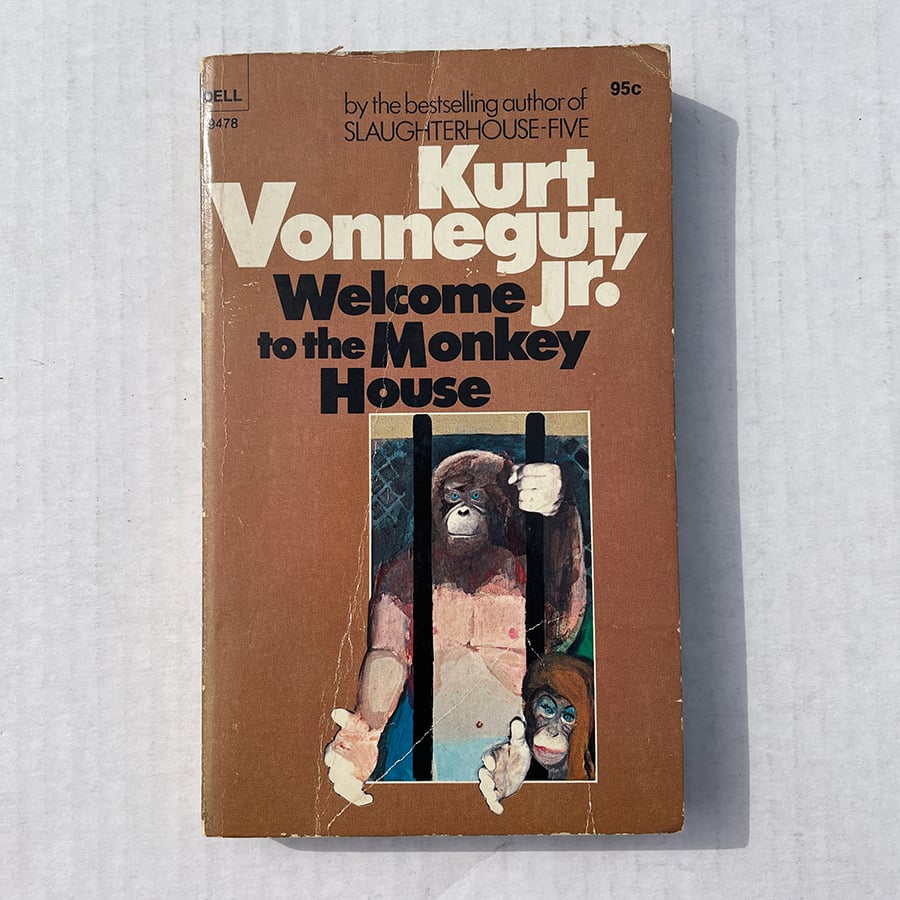 DELL
9478
95c
by the bestselling author of
SLAUGHTERHOUSE-FIVE
Kurt
Vonnegut,
jr.!
Welcome
to the Monkey
House